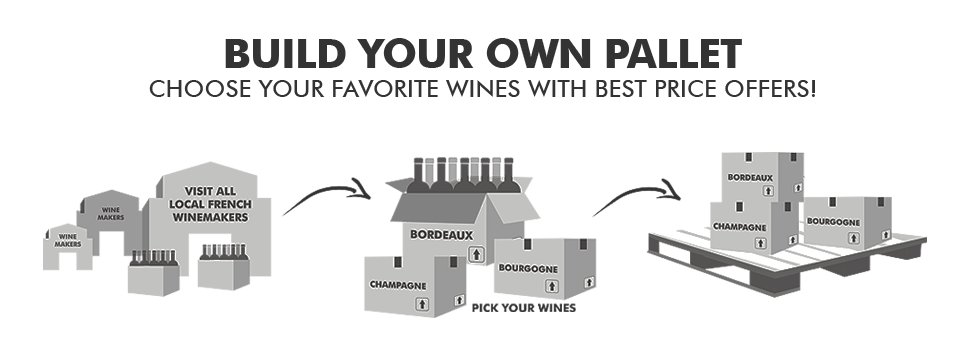 BUILD YOUR OWN PALLET
CHOOSE YOUR FAVORITE WINES WITH BEST PRICE OFFERS!
WINE
MAKERS
WINE
MAKERS
VISIT ALL
LOCAL FRENCH
WINEMAKERS
BORDEAUX
CHAMPAGNE
BOURGOGNE
PICK YOUR WINES
BORDEAUX
CHAMPAGNE
BOURGOGNE